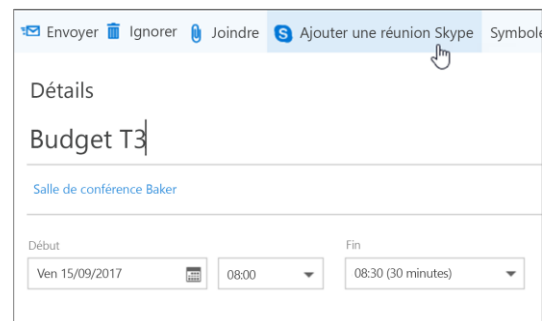 Envoyer Ignorer Joindre Ajouter une réunion Skype Symbole
Détails
Budget T3
Salle de conférence Baker
Début Fin
Ven 15/09/2017 08:00 08:30 (30 minutes)